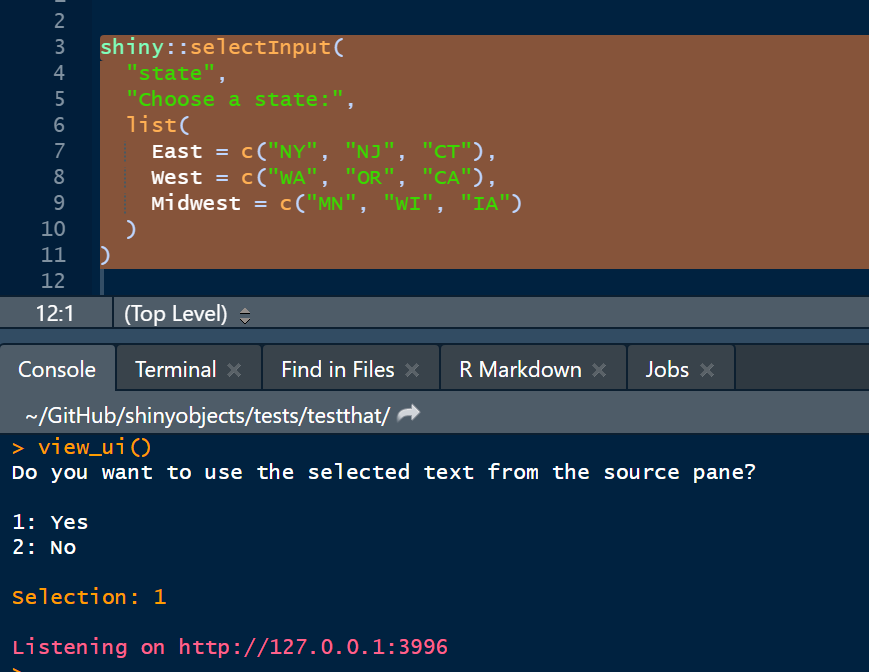 2
3 shiny::selectInput(
4 "state",
5 "Choose a state:",
6 list(
7 East = c("NY", "NJ", "CT"),
8 West = c("WA", "OR", "CA"),
9 Midwest = c("MN", "WI", "IA")
10 )
11 )
12
12:1 (Top Level)
Console Terminal Find in Files R Markdown Jobs
~/GitHub/shinyobjects/tests/testthat/
> view_ui()
Do you want to use the selected text from the source pane?
1: Yes
2: No
Selection: 1
Listening on http://127.0.0.1:3996
>